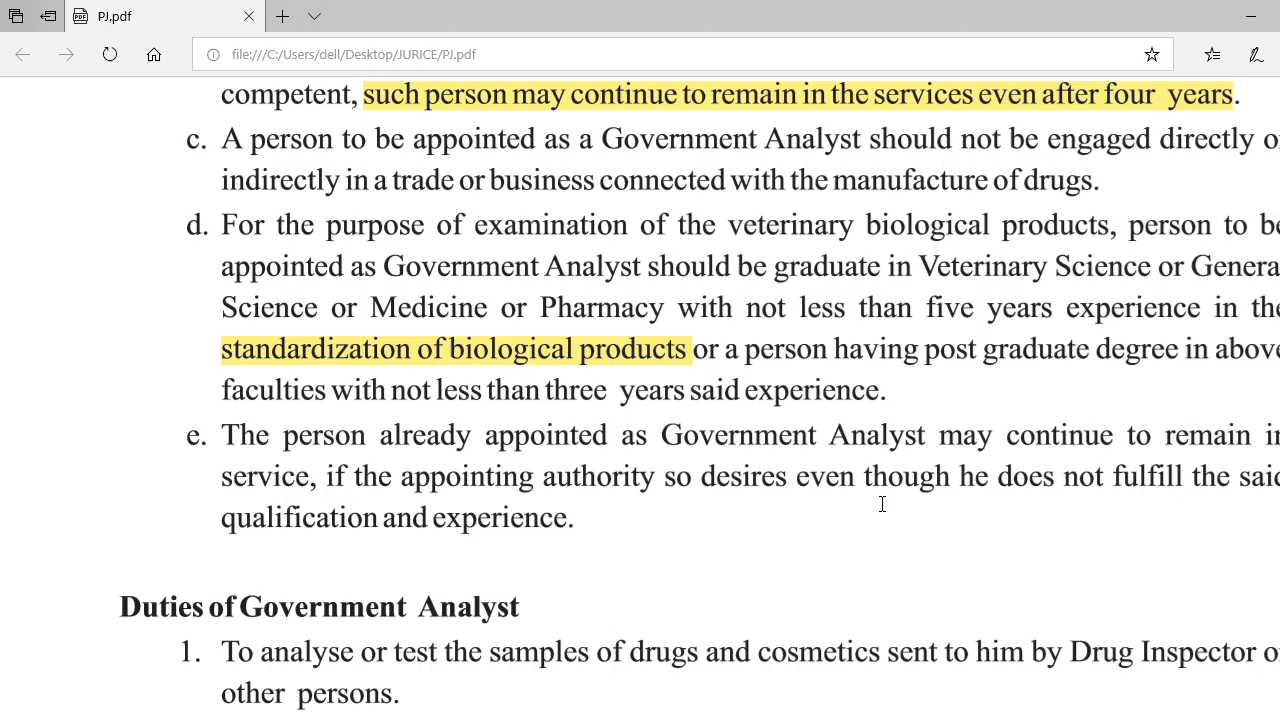 PJ.pdf
file:///C:/Users/dell/Desktop/JURICE/PJ.pdf
competent, such person may continue to remain in the services even after four years.
c. A person to be appointed as a Government Analyst should not be engaged directly
indirectly in a trade or business connected with the manufacture of drugs.
d. For the purpose of examination of the veterinary biological products, person to
appointed as Government Analyst should be graduate in Veterinary Science or
Science or Medicine or Pharmacy with not less than five years experience in
standardization of biological products or a person having post graduate degree in
faculties with not less than three years said experience.
e. The person already appointed as Government Analyst may continue to remain
service, if the appointing authority so desires even though he does not fulfill the
qualification and experience.
Duties of Government Analyst
1. To analyse or test the samples of drugs and cosmetics sent to him by Drug Inspector
other persons.